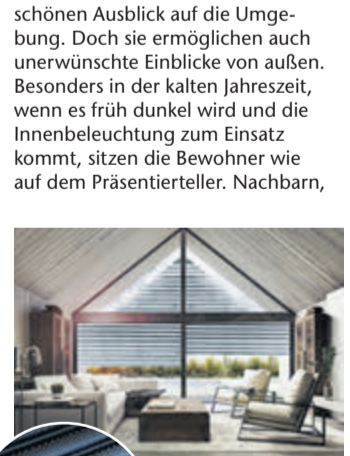 schönen Ausblick auf die Umge-
bung. Doch sie ermöglichen auch
unerwünschte Einblicke von außen.
Besonders in der kalten Jahreszeit,
wenn es früh dunkel wird und die
Innenbeleuchtung zum Einsatz
kommt, sitzen die Bewohner wie
auf dem Präsentierteller. Nachbarn,